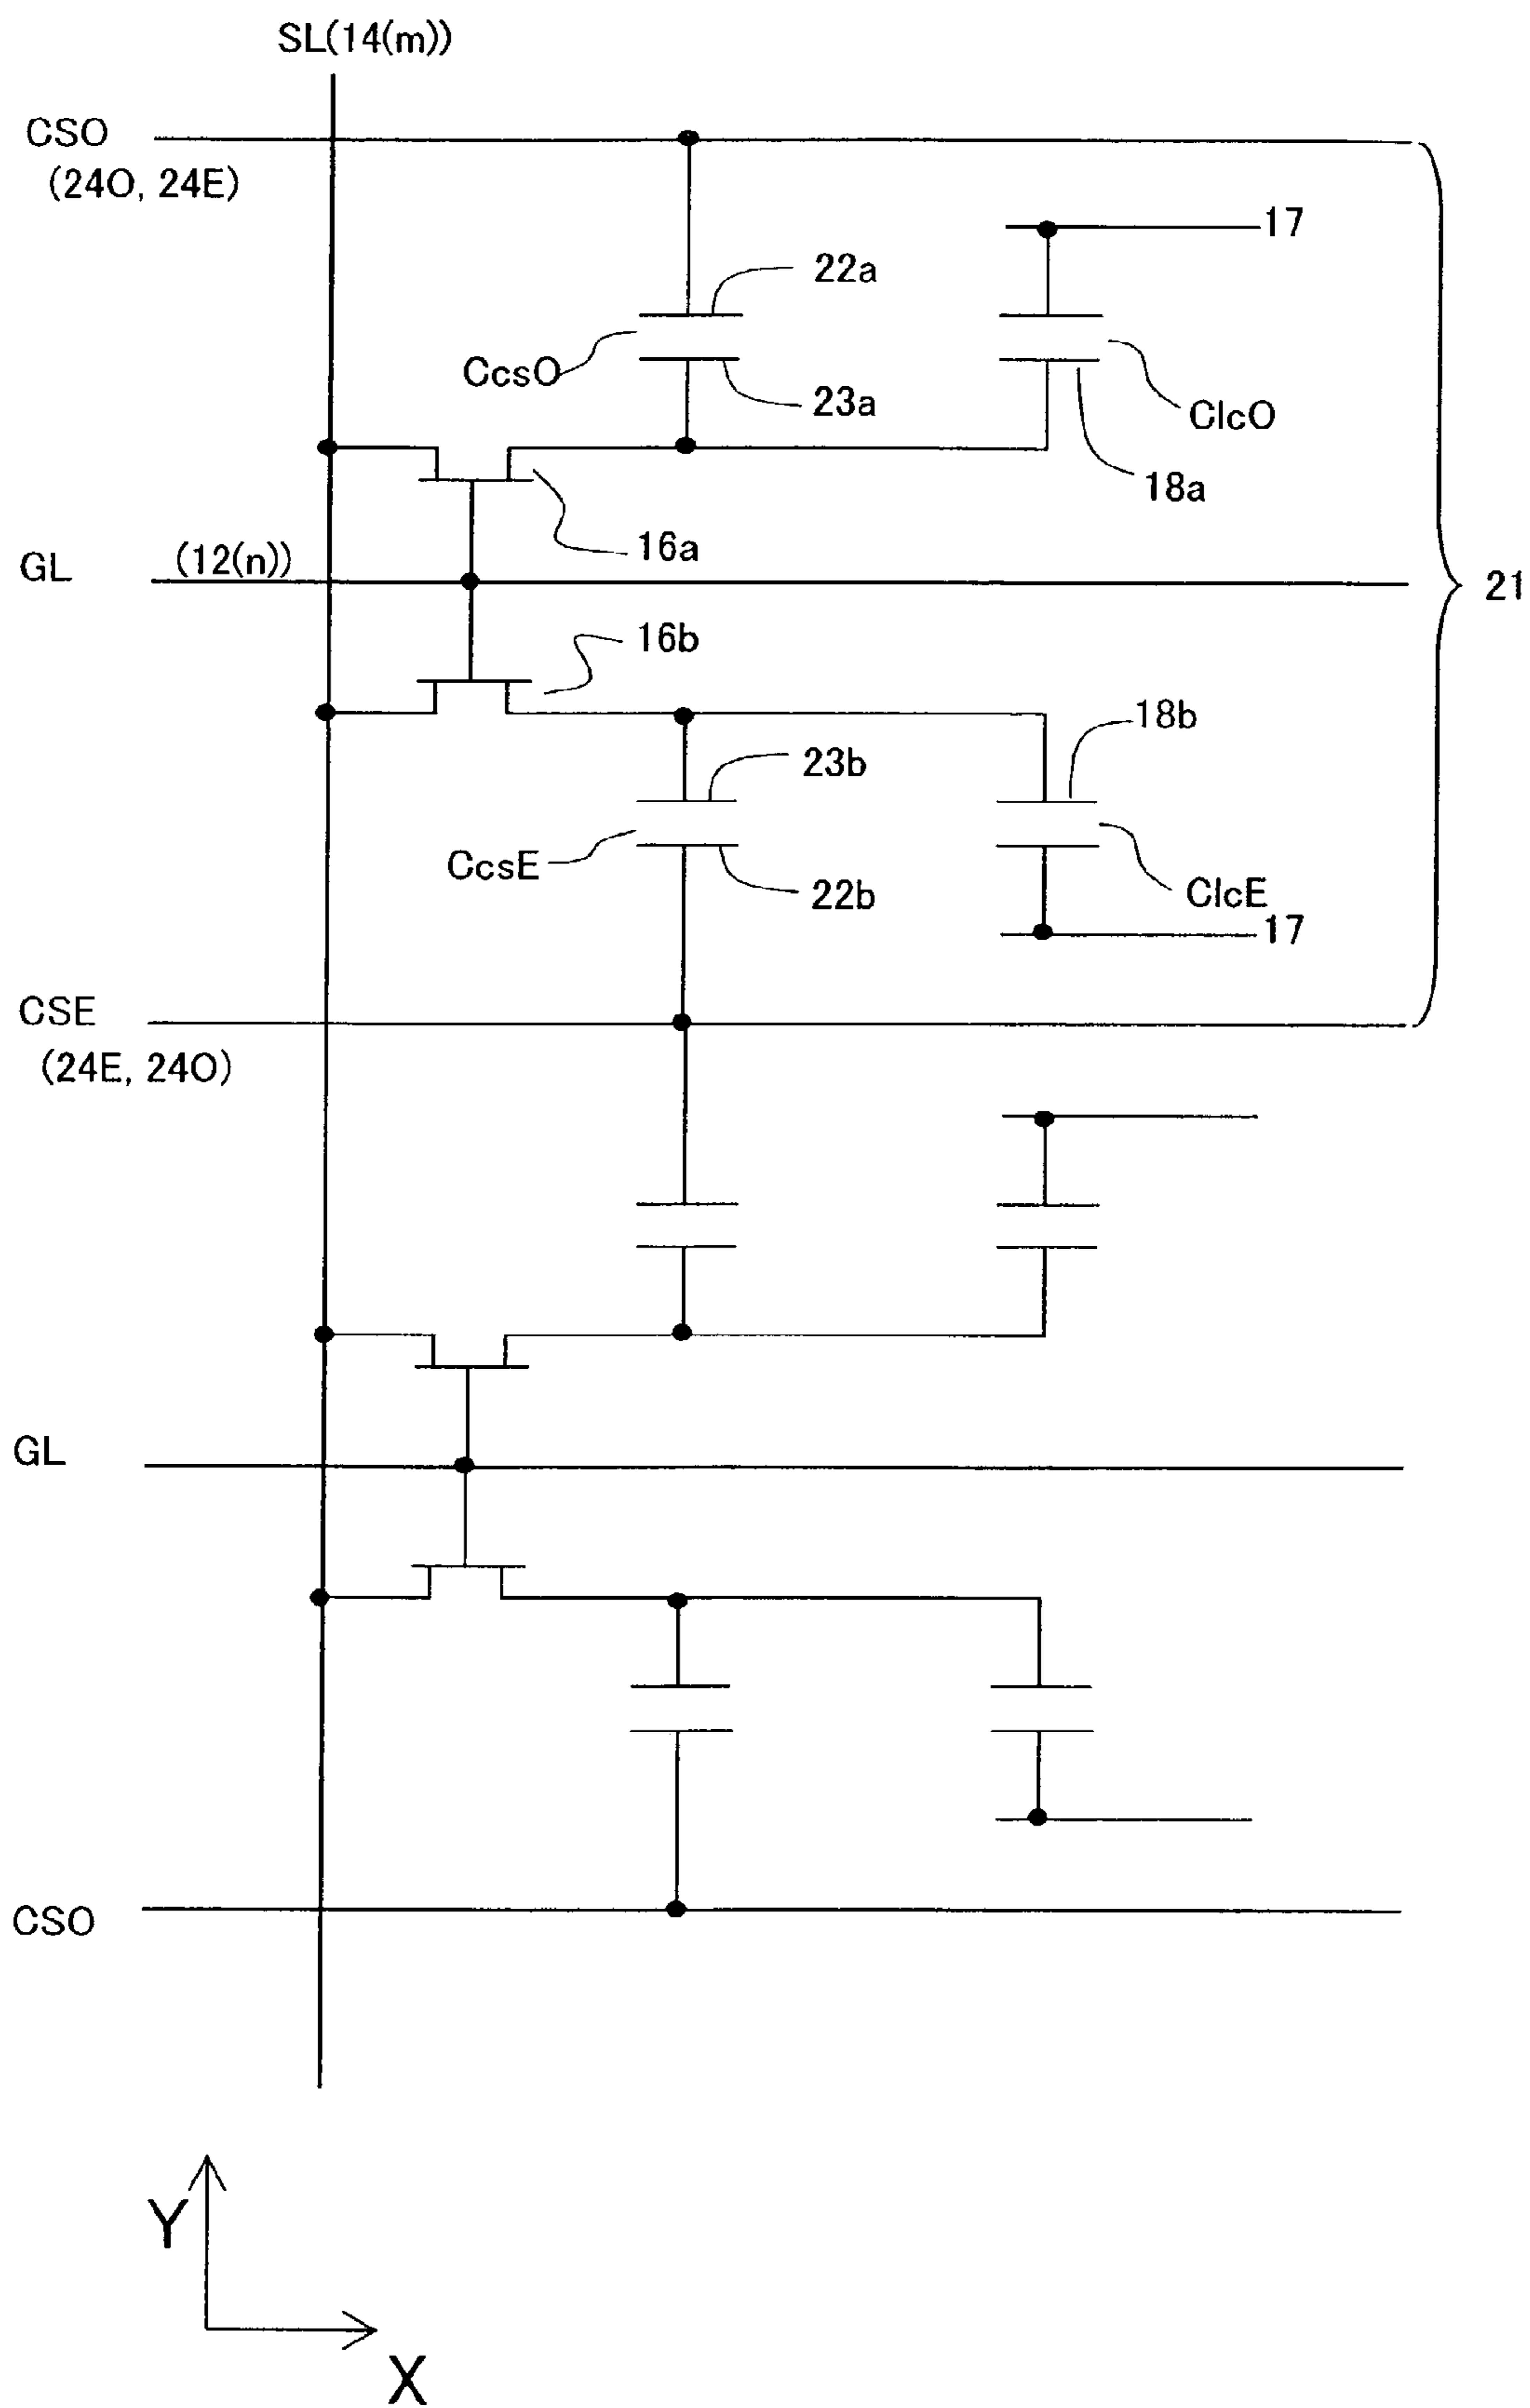 SL(14(m))
CSO
(24O, 24E)
17
22a
CcsO
23a
ClcO
18a
16a
GL (12(n))
21
16b
18b
23b
CcsE
22b
ClcE
17
CSE
(24E, 24O)
GL
CSO
Y
X